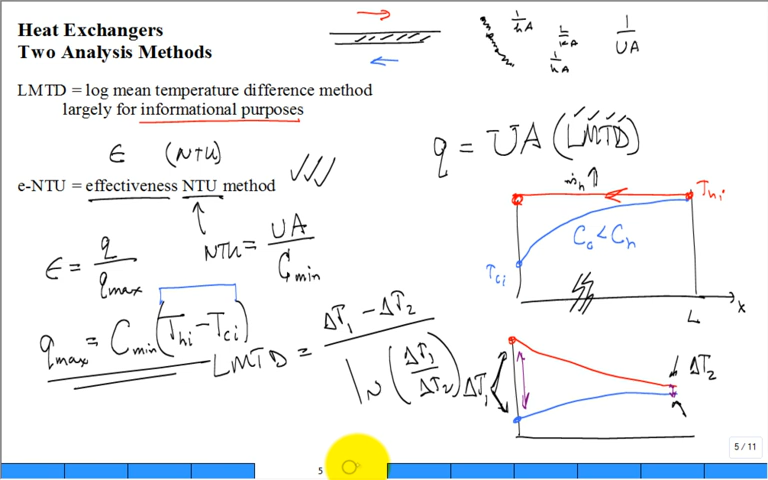 Heat Exchangers
Two Analysis Methods
1/hA 1/KA 1/hA 1/UA
LMTD = log mean temperature difference method
largely for informational purposes
q = UA (LMTD)
ε (NTU)
e-NTU = effectiveness NTU method
ṁh ↑
Thi
Cc < Ch
Tci
L x
NTU = UA/Cmin
ε = q/qmax
qmax = Cmin (Thi - Tci)
LMTD = ΔT1 - ΔT2 / ln (ΔT1/ΔT2)
ΔT1
ΔT2
5 / 11
5